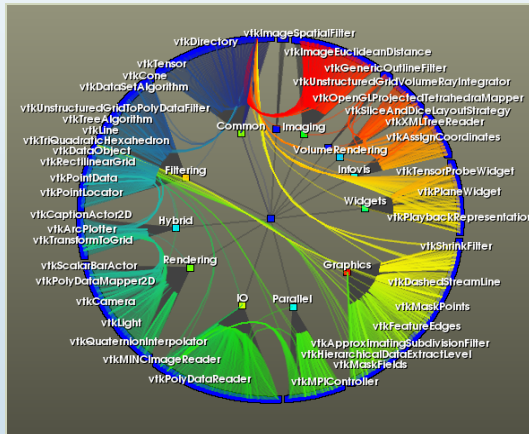 vtkImageSpatialFilter
vtkDirectory
vtkImageEuclideanDistance
vtkTensor
vtkGenericOutlineFilter
vtkCone
vtkUnstructuredGridVolumeRayIntegrator
vtkDataSetAlgorithm
vtkOpenGLProjectedTetrahedraMapper
vtkUnstructuredGridToPolyDataFilter
vtkSliceAndDiceLayoutStrategy
vtkTreeAlgorithm
vtkXMLTreeReader
Common
Imaging
vtkLine
vtkAssignCoordinates
vtkTriQuadraticHexahedron
VolumeRendering
vtkDataObject
vtkRectilinearGrid
Infovis
Filtering
vtkTensorProbeWidget
vtkPointData
vtkPlaneWidget
vtkPointLocator
Widgets
vtkCaptionActor2D
Hybrid
vtkPlaybackRepresentation
vtkArcPlotter
vtkTransformToGrid
vtkShrinkFilter
vtkScalarBarActor
Rendering
Graphics
vtkPolyDataMapper2D
vtkDashedStreamLine
vtkCamera
IO
Parallel
vtkMaskPoints
vtkLight
vtkFeatureEdges
vtkQuaternionInterpolator
vtkApproximatingSubdivisionFilter
vtkMINCImageReader
vtkHierarchicalDataExtractLevel
vtkMaskFields
vtkPolyDataReader
vtkMPIController